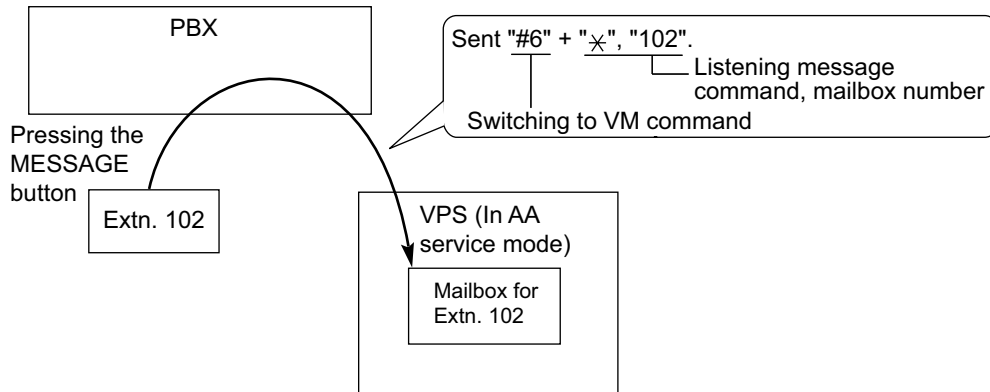 PBX
Sent "#6" + "✳", "102".
Listening message
command, mailbox number
Switching to VM command
Pressing the
MESSAGE
button
Extn. 102
VPS (In AA
service mode)
Mailbox for
Extn. 102